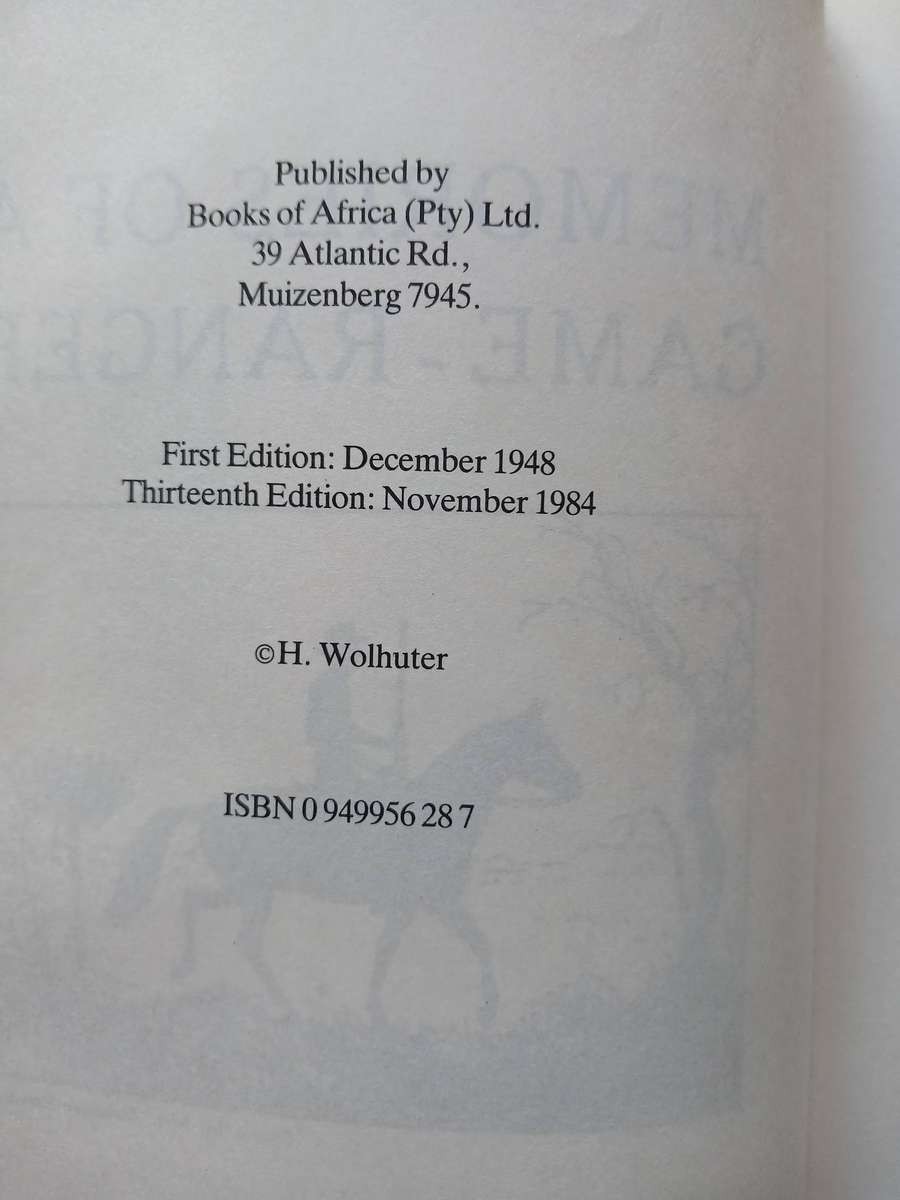 Published by
Books of Africa (Pty) Ltd.
39 Atlantic Rd.,
Muizenberg 7945.
First Edition: December 1948
Thirteenth Edition: November 1984
©H. Wolhuter
ISBN 0 949956 28 7